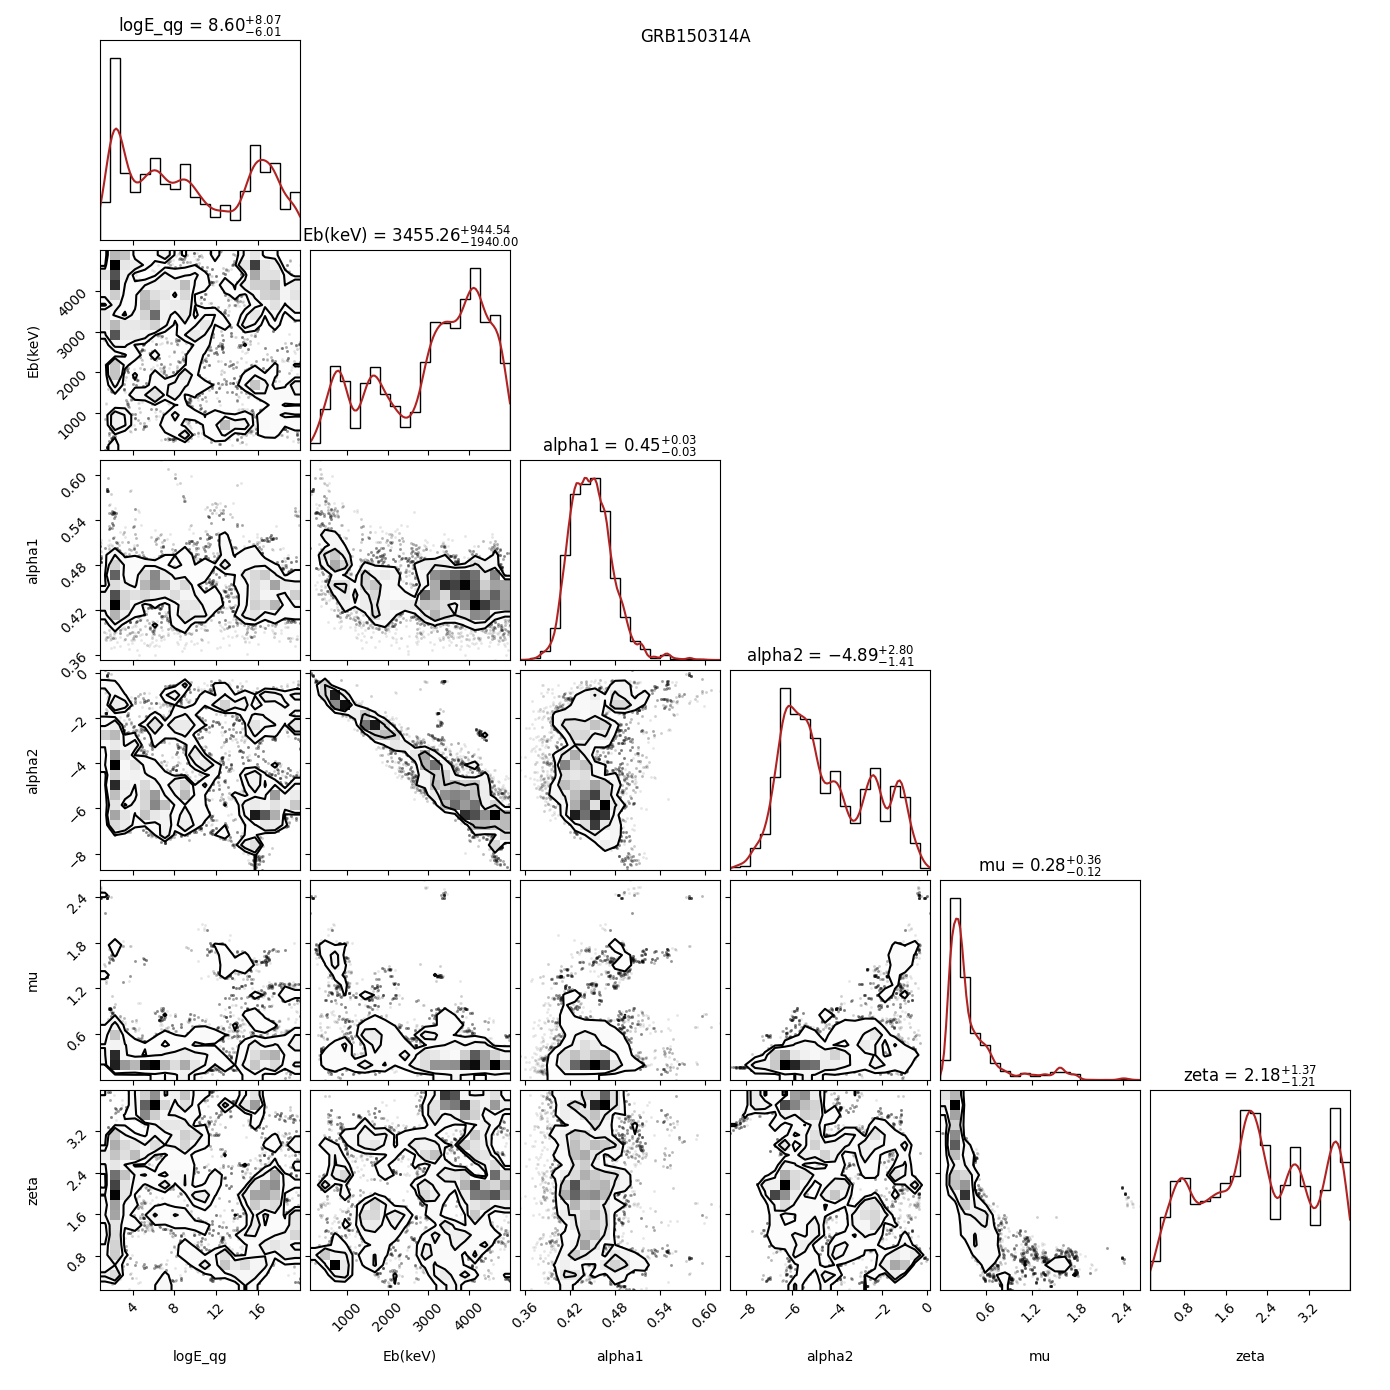 GRB150314A
logE_qg = 8.60+8.07−6.01
Eb(keV) = 3455.26+944.54−1940.00
Eb(keV)
4000
3000
2000
1000
alpha1 = 0.45+0.03−0.03
alpha1
0.60
0.54
0.48
0.42
0.36
alpha2 = −4.89+2.80−1.41
alpha2
0
−2
−4
−6
−8
mu = 0.28+0.36−0.12
mu
2.4
1.8
1.2
0.6
zeta = 2.18+1.37−1.21
zeta
3.2
2.4
1.6
0.8
4 8 12 16
1000 2000 3000 4000
0.36 0.42 0.48 0.54 0.60
−8 −6 −4 −2 0
0.6 1.2 1.8 2.4
0.8 1.6 2.4 3.2
logE_qg Eb(keV) alpha1 alpha2 mu zeta